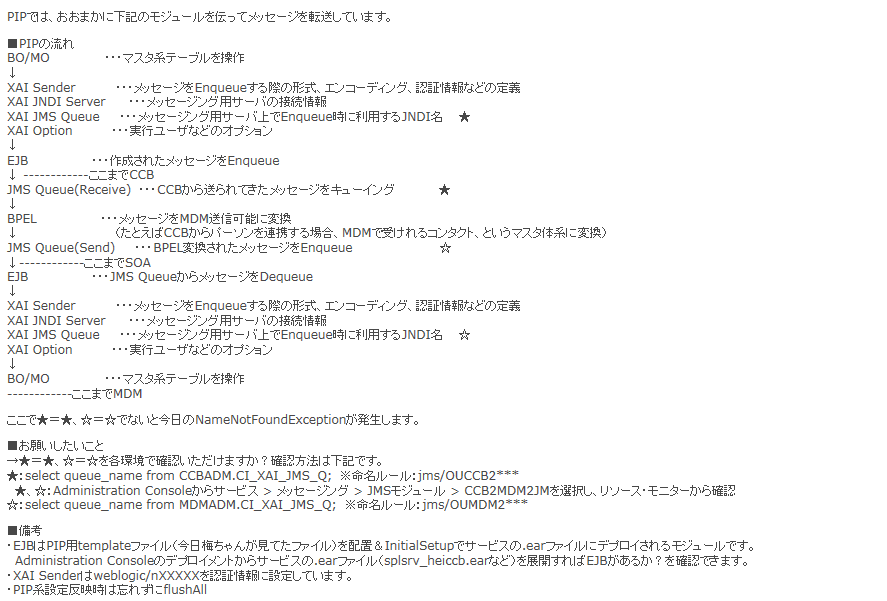 PIPでは、おおまかに下記のモジュールを伝ってメッセージを転送しています。
■PIPの流れ
BO/MO ・・・マスタ系テーブルを操作
↓
XAI Sender ・・・メッセージをEnqueueする際の形式、エンコーディング、認証情報などの定義
XAI JNDI Server ・・・メッセージング用サーバの接続情報
XAI JMS Queue ・・・メッセージング用サーバ上でEnqueue時に利用するJNDI名 ★
XAI Option ・・・実行ユーザなどのオプション
↓
EJB ・・・作成されたメッセージをEnqueue
↓ ------------ここまでCCB
JMS Queue(Receive) ・・・CCBから送られてきたメッセージをキューイング ★
↓
BPEL ・・・メッセージをMDM送信可能に変換
↓ （たとえばCCBからパーソンを連携する場合、MDMで受けれるコンタクト、というマスタ体系に変換）
JMS Queue(Send) ・・・BPEL変換されたメッセージをEnqueue ☆
↓------------ここまでSOA
EJB ・・・JMS QueueからメッセージをDequeue
↓
XAI Sender ・・・メッセージをEnqueueする際の形式、エンコーディング、認証情報などの定義
XAI JNDI Server ・・・メッセージング用サーバの接続情報
XAI JMS Queue ・・・メッセージング用サーバ上でEnqueue時に利用するJNDI名 ☆
XAI Option ・・・実行ユーザなどのオプション
↓
BO/MO ・・・マスタ系テーブルを操作
------------ここまでMDM
ここで★＝★、☆＝☆でないと今日のNameNotFoundExceptionが発生します。
■お願いしたいこと
→★＝★、☆＝☆を各環境で確認いただけますか？確認方法は下記です。
★：select queue_name from CCBADM.CI_XAI_JMS_Q; ※命名ルール：jms/OUCCB2***
★、☆：Administration Consoleからサービス > メッセージング > JMSモジュール > CCB2MDM2JMを選択し、リソース・モニターから確認
☆：select queue_name from MDMADM.CI_XAI_JMS_Q; ※命名ルール：jms/OUMDM2***
■備考
・EJBはPIP用templateファイル（今日梅ちゃんが見てたファイル）を配置＆InitialSetupでサービスの.earファイルにデプロイされるモジュールです。
Administration Consoleのデプロイメントからサービスの.earファイル（splsrv_heiccb.earなど）を展開すればEJBがあるか？を確認できます。
・XAI Senderはweblogic/nXXXXXを認証情報に設定しています。
・PIP系設定反映時は忘れずにflushAll